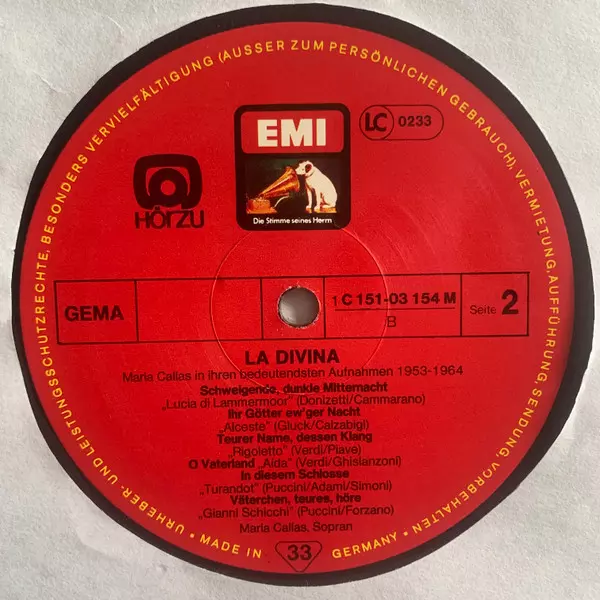 URHEBER- UND LEISTUNGSSCHUTZRECHTE, BESONDERS VERVIELFÄLTIGUNG (AUSSER ZUM PERSÖNLICHEN GEBRAUCH), VERMIETUNG, AUFFÜHRUNG, SENDUNG, VORBEHALTEN
EMI
LC 0233
Die Stimme seines Herrn
HÖRZU
GEMA
1 C 151-03 154 M
B
Seite 2
LA DIVINA
Maria Callas in ihren bedeutendsten Aufnahmen 1953-1964
Schweigende, dunkle Mitternacht
„Lucia di Lammermoor" (Donizetti/Cammarano)
Ihr Götter ew'ger Nacht
„Alceste" (Gluck/Calzabigi)
Teurer Name, dessen Klang
„Rigoletto" (Verdi/Piave)
O Vaterland „Aida" (Verdi/Ghislanzoni)
In diesem Schlosse
„Turandot" (Puccini/Adami/Simoni)
Väterchen, teures, höre
„Gianni Schicchi" (Puccini/Forzano)
Maria Callas, Sopran
• MADE IN 33 GERMANY •